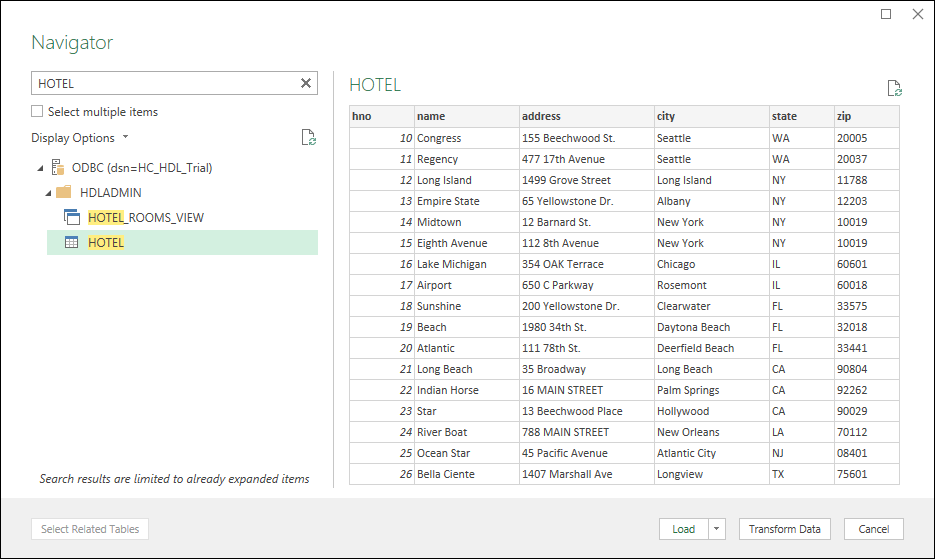 Navigator
HOTEL
Select multiple items
Display Options
ODBC (dsn=HC_HDL_Trial)
HDLADMIN
HOTEL_ROOMS_VIEW
HOTEL
Search results are limited to already expanded items
HOTEL
hno name address city state zip
10 Congress 155 Beechwood St. Seattle WA 20005
11 Regency 477 17th Avenue Seattle WA 20037
12 Long Island 1499 Grove Street Long Island NY 11788
13 Empire State 65 Yellowstone Dr. Albany NY 12203
14 Midtown 12 Barnard St. New York NY 10019
15 Eighth Avenue 112 8th Avenue New York NY 10019
16 Lake Michigan 354 OAK Terrace Chicago IL 60601
17 Airport 650 C Parkway Rosemont IL 60018
18 Sunshine 200 Yellowstone Dr. Clearwater FL 33575
19 Beach 1980 34th St. Daytona Beach FL 32018
20 Atlantic 111 78th St. Deerfield Beach FL 33441
21 Long Beach 35 Broadway Long Beach CA 90804
22 Indian Horse 16 MAIN STREET Palm Springs CA 92262
23 Star 13 Beechwood Place Hollywood CA 90029
24 River Boat 788 MAIN STREET New Orleans LA 70112
25 Ocean Star 45 Pacific Avenue Atlantic City NJ 08401
26 Bella Ciente 1407 Marshall Ave Longview TX 75601
Select Related Tables
Load
Transform Data
Cancel